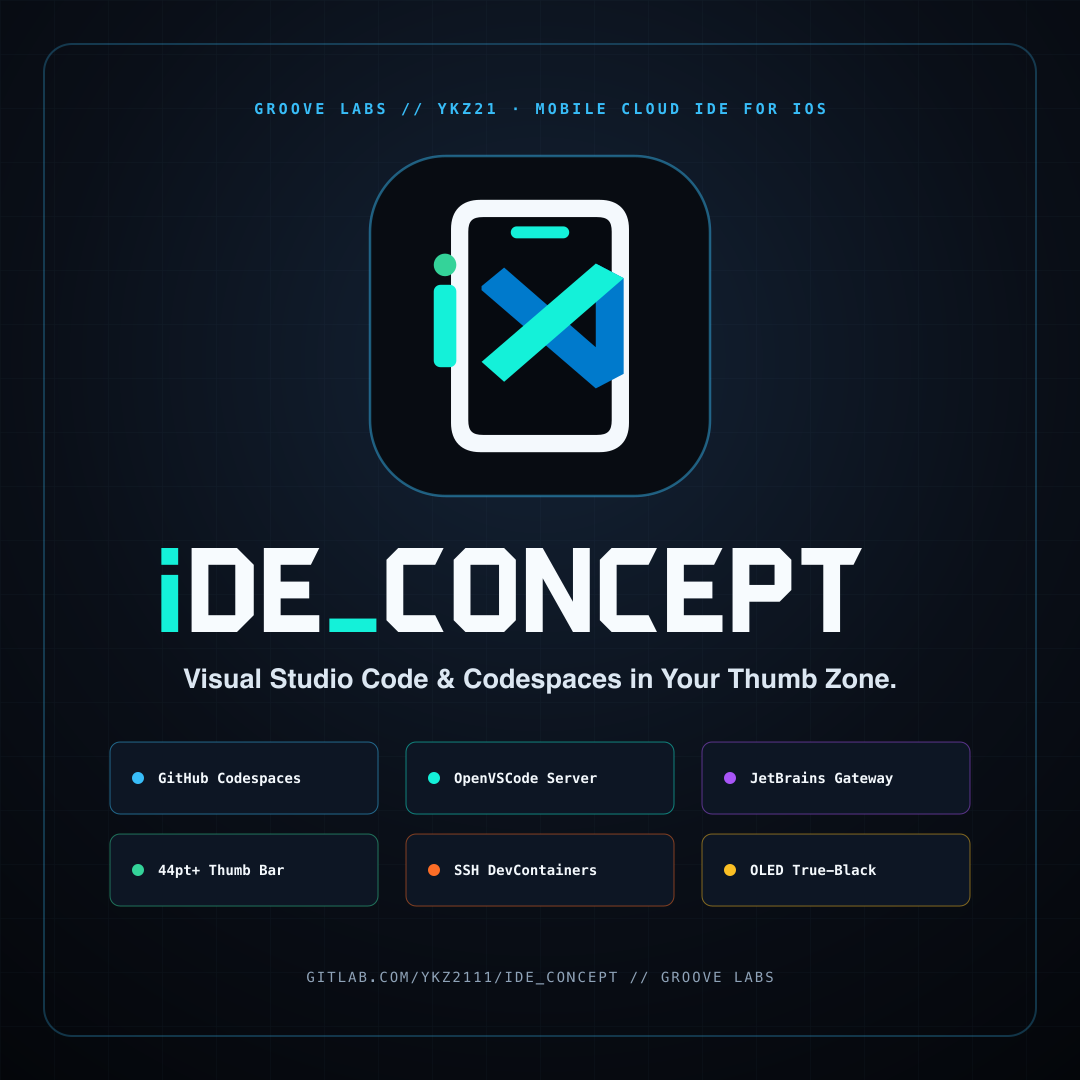 GROOVE LABS // YKZ21 · MOBILE CLOUD IDE FOR IOS
iDE_CONCEPT
Visual Studio Code & Codespaces in Your Thumb Zone.
GitHub Codespaces
OpenVSCode Server
JetBrains Gateway
44pt+ Thumb Bar
SSH DevContainers
OLED True-Black
GITLAB.COM/YKZ2111/IDE_CONCEPT // GROOVE LABS